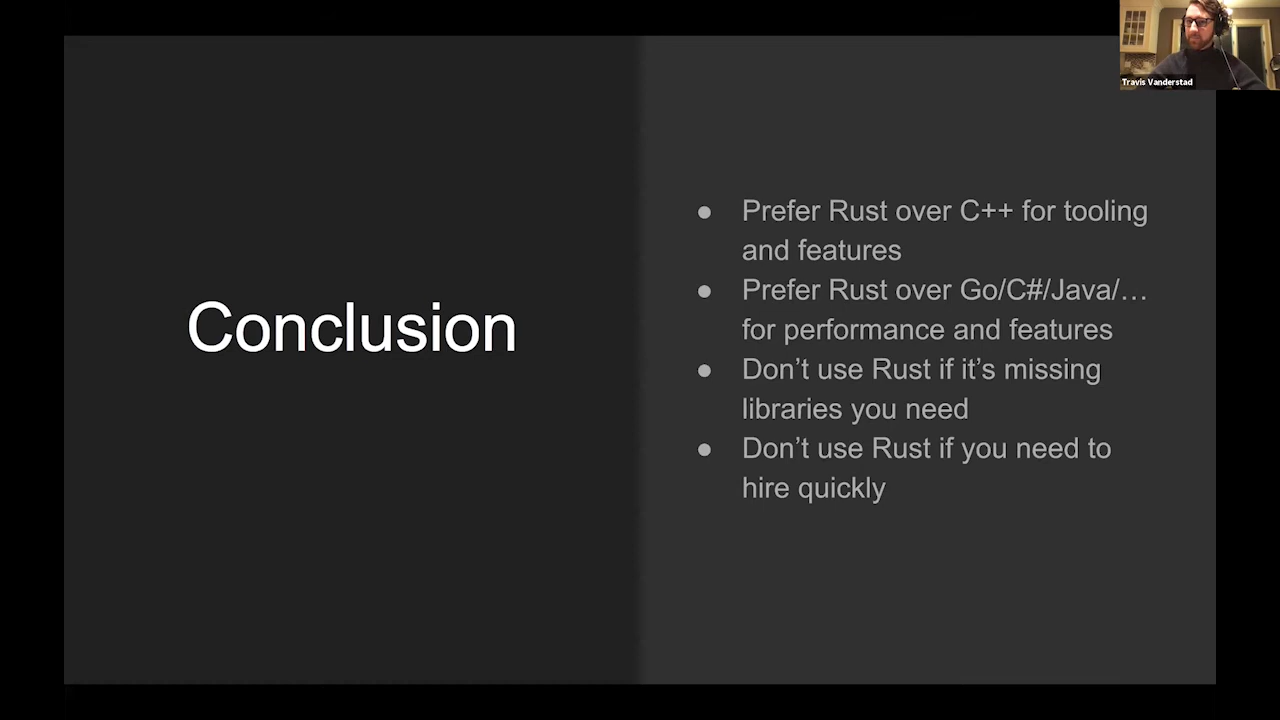 Travis Vanderstad
Conclusion
● Prefer Rust over C++ for tooling
and features
● Prefer Rust over Go/C#/Java/…
for performance and features
● Don’t use Rust if it’s missing
libraries you need
● Don’t use Rust if you need to
hire quickly